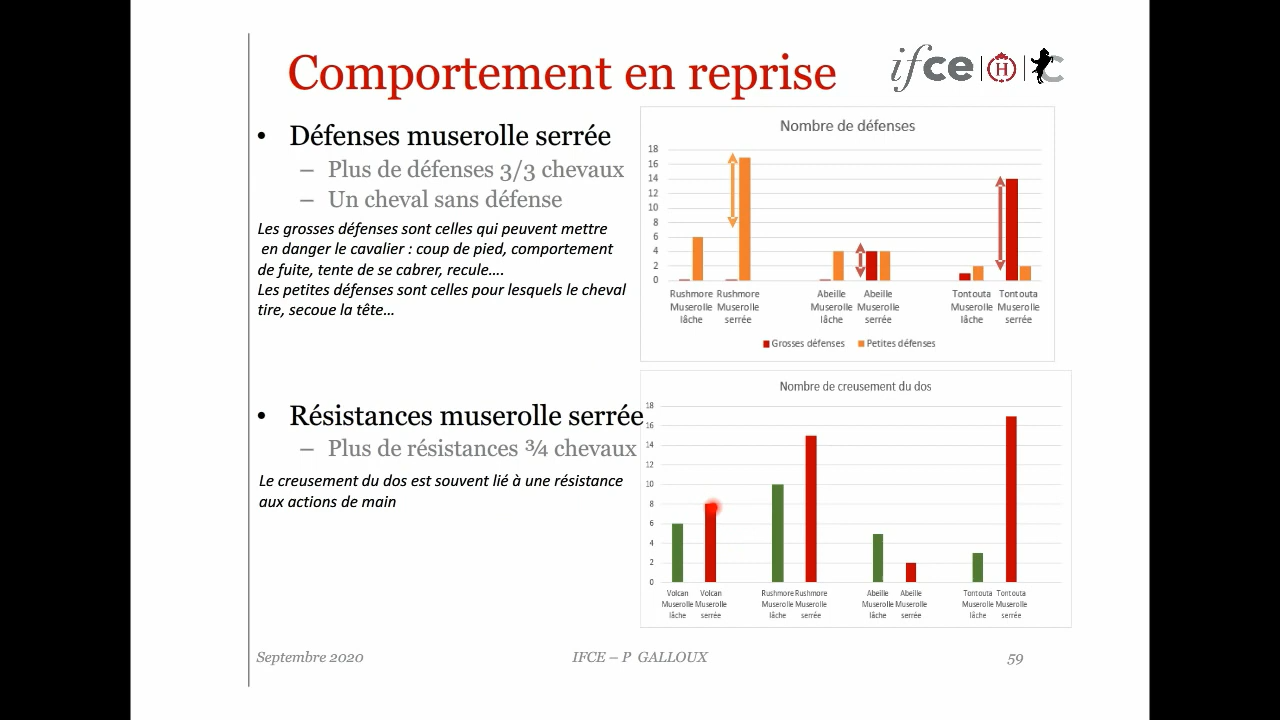 Comportement en reprise
ifce
H
• Défenses muserolle serrée
– Plus de défenses 3/3 chevaux
– Un cheval sans défense
Les grosses défenses sont celles qui peuvent mettre
en danger le cavalier : coup de pied, comportement
de fuite, tente de se cabrer, recule....
Les petites défenses sont celles pour lesquels le cheval
tire, secoue la tête...
Nombre de défenses
18
16
14
12
10
8
6
4
2
0
Rushmore Rushmore Abeille Abeille Tontouta Tontouta
Muserolle Muserolle Muserolle Muserolle Muserolle Muserolle
lâche serrée lâche serrée lâche serrée
Grosses défenses Petites défenses
• Résistances muserolle serrée
– Plus de résistances ¾ chevaux
Le creusement du dos est souvent lié à une résistance
aux actions de main
Nombre de creusement du dos
18
16
14
12
10
8
6
4
2
0
Volcan Volcan Rushmore Rushmore Abeille Abeille Tontouta Tontouta
Muserolle Muserolle Muserolle Muserolle Muserolle Muserolle Muserolle Muserolle
lâche serrée lâche serrée lâche serrée lâche serrée
Septembre 2020
IFCE – P GALLOUX
59